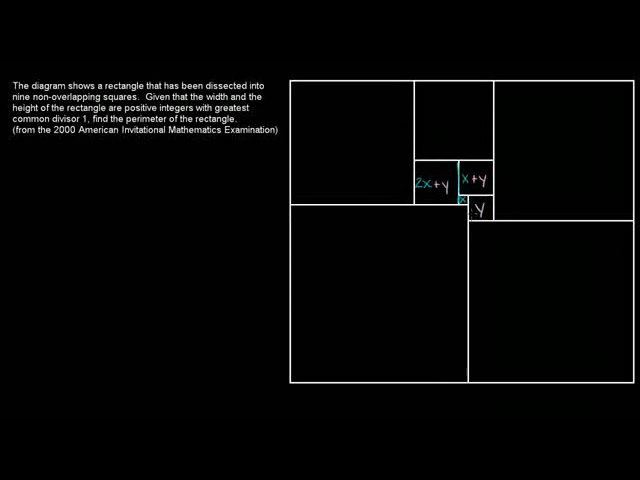 The diagram shows a rectangle that has been dissected into
nine non-overlapping squares. Given that the width and the
height of the rectangle are positive integers with greatest
common divisor 1, find the perimeter of the rectangle.
(from the 2000 American Invitational Mathematics Examination)
2x+y x+y
x
y